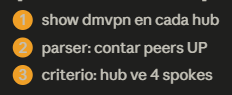 1 show dmvpn en cada hub
2 parser: contar peers UP
3 criterio: hub ve 4 spokes